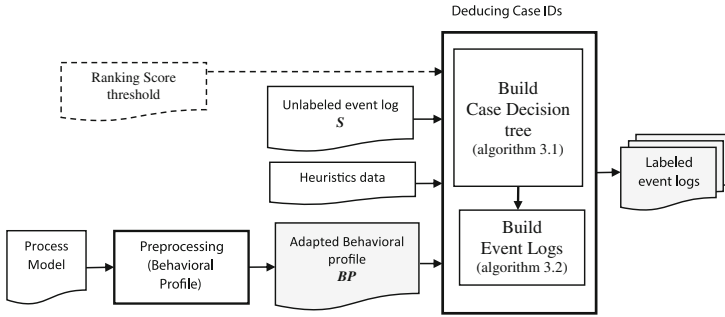 Deducing Case IDs
Ranking Score
threshold
Unlabeled event log
S
Heuristics data
Process
Model
Preprocessing
(Behavioral
Profile)
Adapted Behavioral
profile
BP
Build
Case Decision
tree
(algorithm 3.1)
Build
Event Logs
(algorithm 3.2)
Labeled
event logs